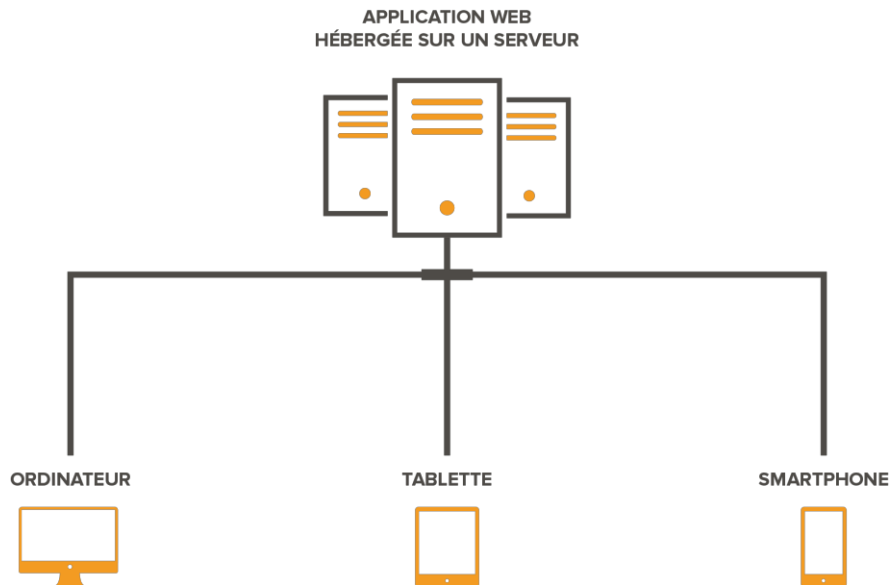 APPLICATION WEB
HÉBERGÉE SUR UN SERVEUR
ORDINATEUR
TABLETTE
SMARTPHONE